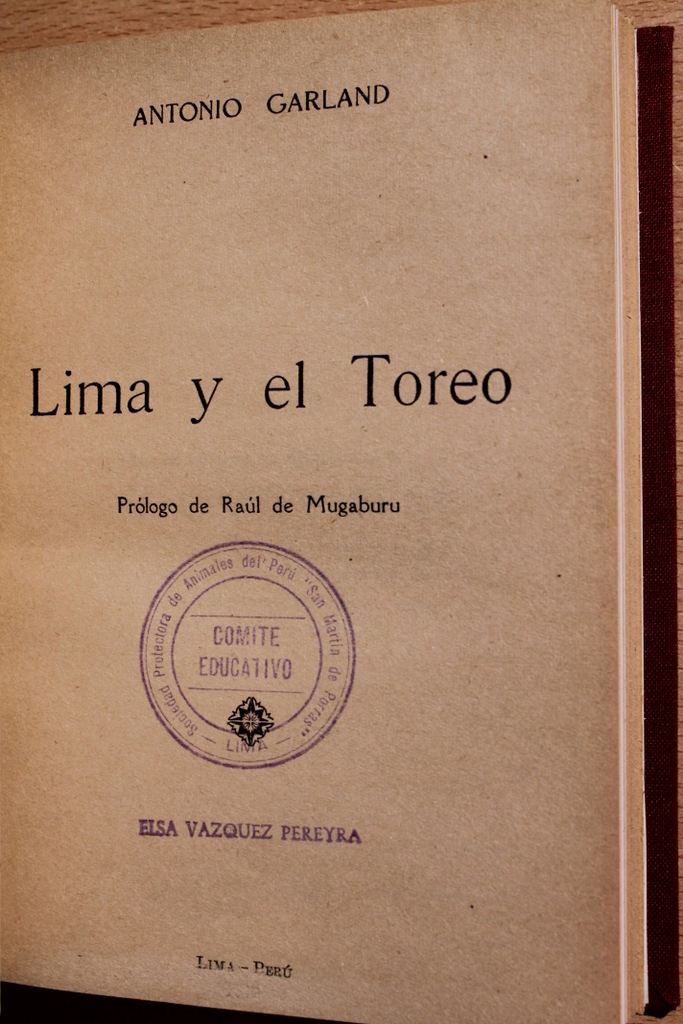 ANTONIO GARLAND
Lima y el Toreo
Prólogo de Raúl de Mugaburu
Sociedad Protectora de Animales del Perú "San Martín de Porras"
COMITE
EDUCATIVO
— LIMA —
ELSA VAZQUEZ PEREYRA
LIMA - PERÚ